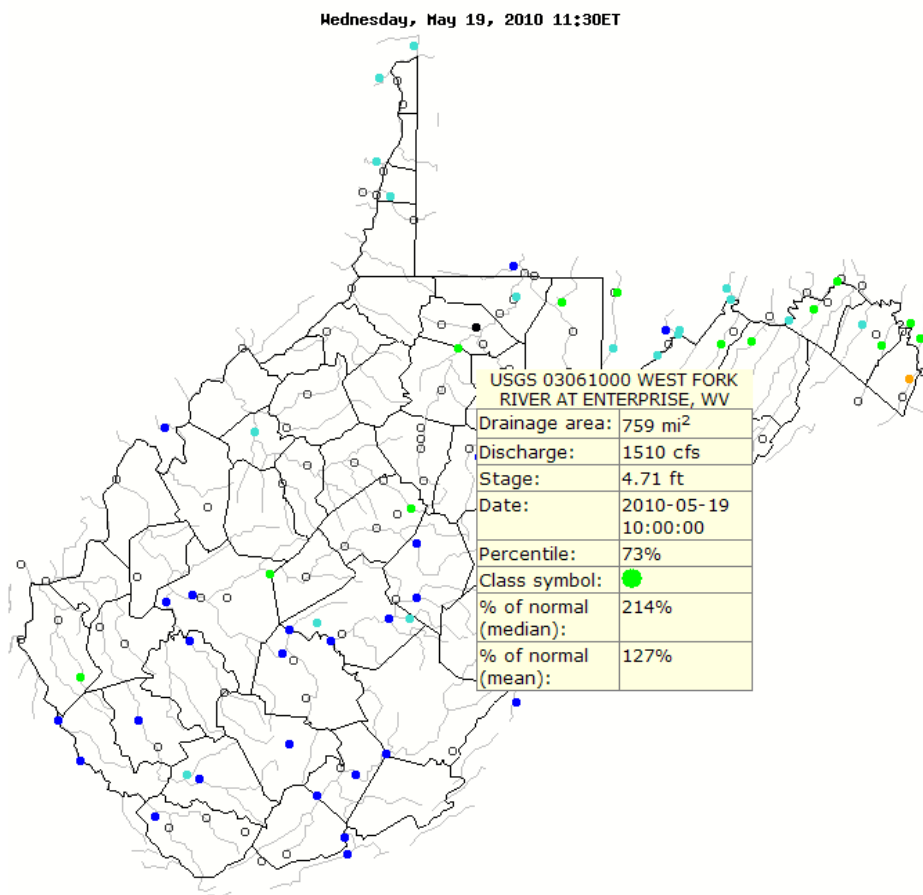 Wednesday, May 19, 2010 11:30ET
USGS 03061000 WEST FORK
RIVER AT ENTERPRISE, WV
Drainage area: 759 mi²
Discharge: 1510 cfs
Stage: 4.71 ft
Date: 2010-05-19
10:00:00
Percentile: 73%
Class symbol:
% of normal 214%
(median):
% of normal 127%
(mean):